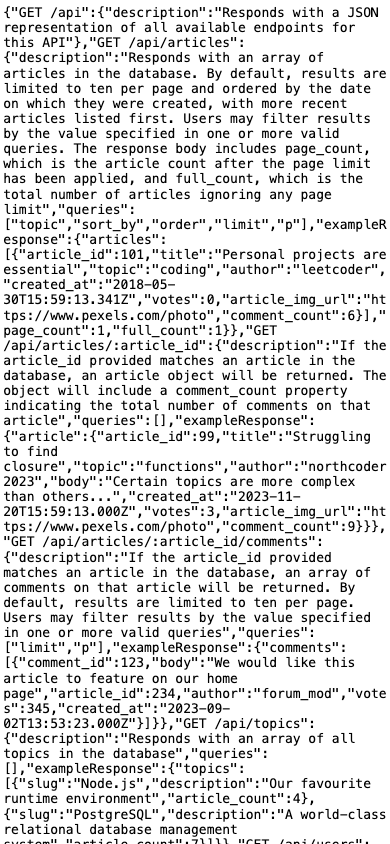 {"GET /api":{"description":"Responds with a JSON
representation of all available endpoints for
this API"},"GET /api/articles":
{"description":"Responds with an array of
articles in the database. By default, results are
limited to ten per page and ordered by the date
on which they were created, with more recent
articles listed first. Users may filter results
by the value specified in one or more valid
queries. The response body includes page_count,
which is the article count after the page limit
has been applied, and full_count, which is the
total number of articles ignoring any page
limit","queries":
["topic","sort_by","order","limit","p"],"exampleR
esponse":{"articles":
[{"article_id":101,"title":"Personal projects are
essential","topic":"coding","author":"leetcoder",
"created_at":"2018-05-
30T15:59:13.341Z","votes":0,"article_img_url":"ht
tps://www.pexels.com/photo","comment_count":6}],"
page_count":1,"full_count":1}},"GET
/api/articles/:article_id":{"description":"If the
article_id provided matches an article in the
database, an article object will be returned. The
object will include a comment_count property
indicating the total number of comments on that
article","queries":[],"exampleResponse":
{"article":{"article_id":99,"title":"Struggling
to find
closure","topic":"functions","author":"northcoder
2023","body":"Certain topics are more complex
than others...","created_at":"2023-11-
20T15:59:13.000Z","votes":3,"article_img_url":"ht
tps://www.pexels.com/photo","comment_count":9}}},
"GET /api/articles/:article_id/comments":
{"description":"If the article_id provided
matches an article in the database, an array of
comments on that article will be returned. By
default, results are limited to ten per page.
Users may filter results by the value specified
in one or more valid queries","queries":
["limit","p"],"exampleResponse":{"comments":
[{"comment_id":123,"body":"We would like this
article to feature on our home
page","article_id":234,"author":"forum_mod","vote
s":345,"created_at":"2023-09-
02T13:53:23.000Z"}]}},"GET /api/topics":
{"description":"Responds with an array of all
topics in the database","queries":
[],"exampleResponse":{"topics":
[{"slug":"Node.js","description":"Our favourite
runtime environment","article_count":4},
{"slug":"PostgreSQL","description":"A world-class
relational database management
system","article_count":7}]}},"GET /api/users":